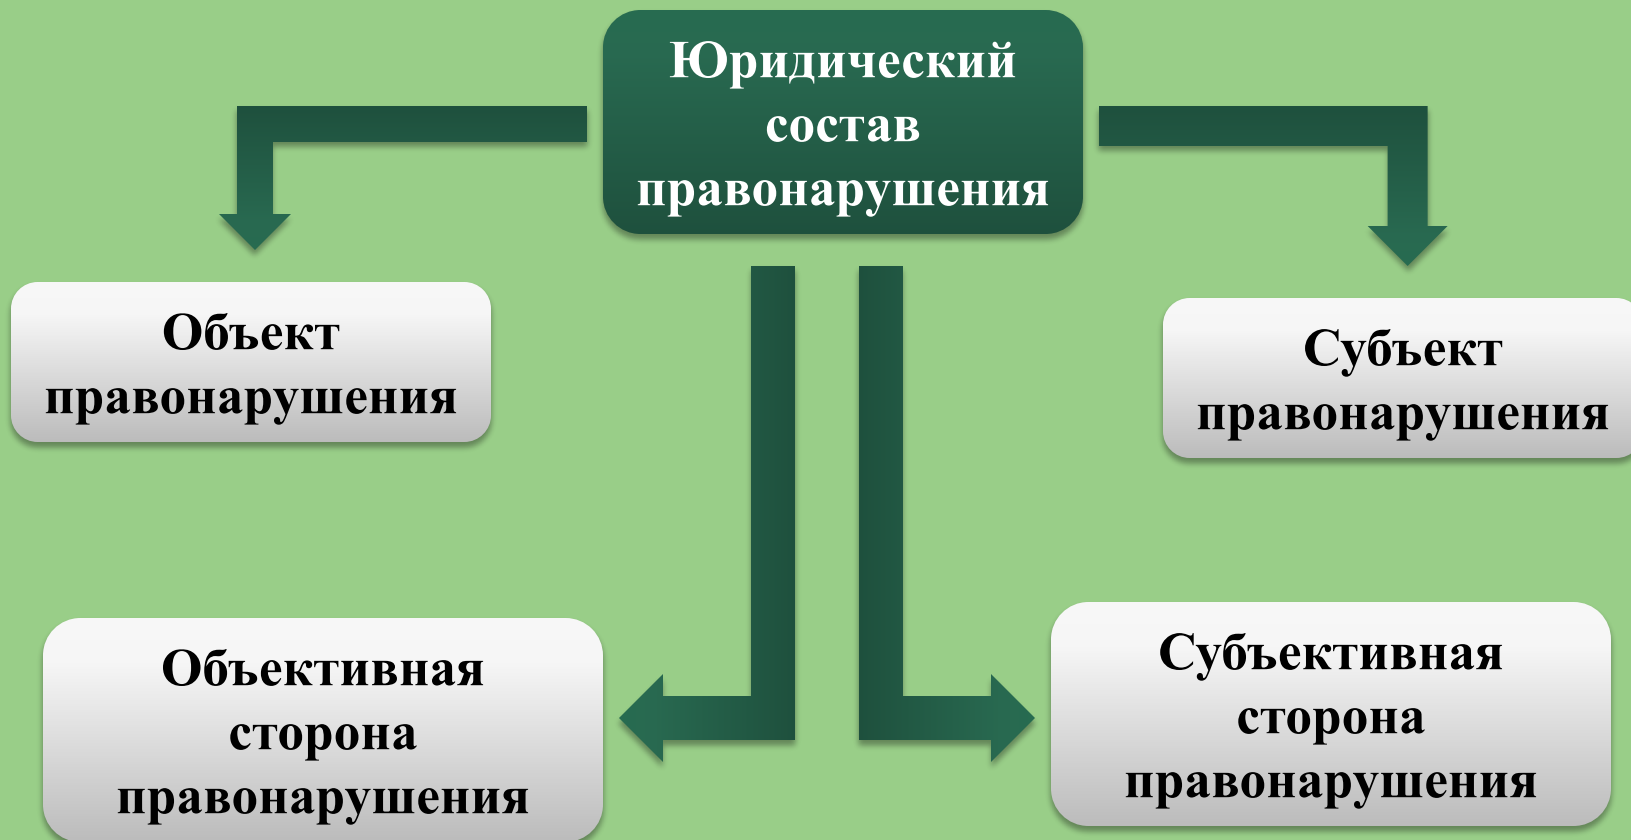 Юридический
состав
правонарушения
Объект
правонарушения
Субъект
правонарушения
Объективная
сторона
правонарушения
Субъективная
сторона
правонарушения